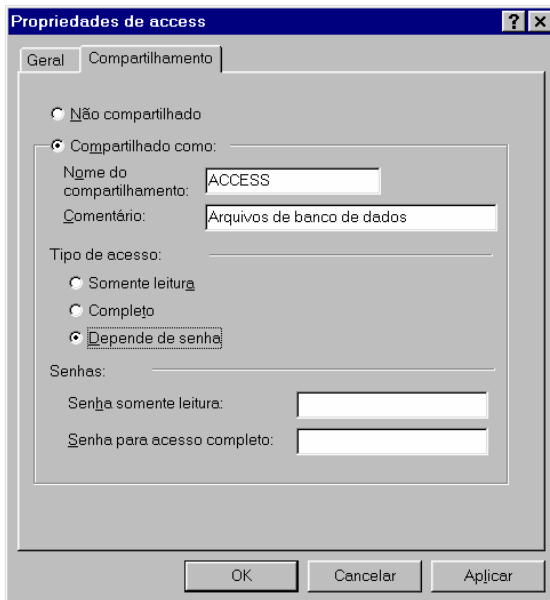 Propriedades de access
Geral Compartilhamento
Não compartilhado
Compartilhado como:
Nome do
compartilhamento: ACCESS
Comentário: Arquivos de banco de dados
Tipo de acesso:
Somente leitura
Completo
Depende de senha
Senhas:
Senha somente leitura:
Senha para acesso completo:
OK Cancelar Aplicar